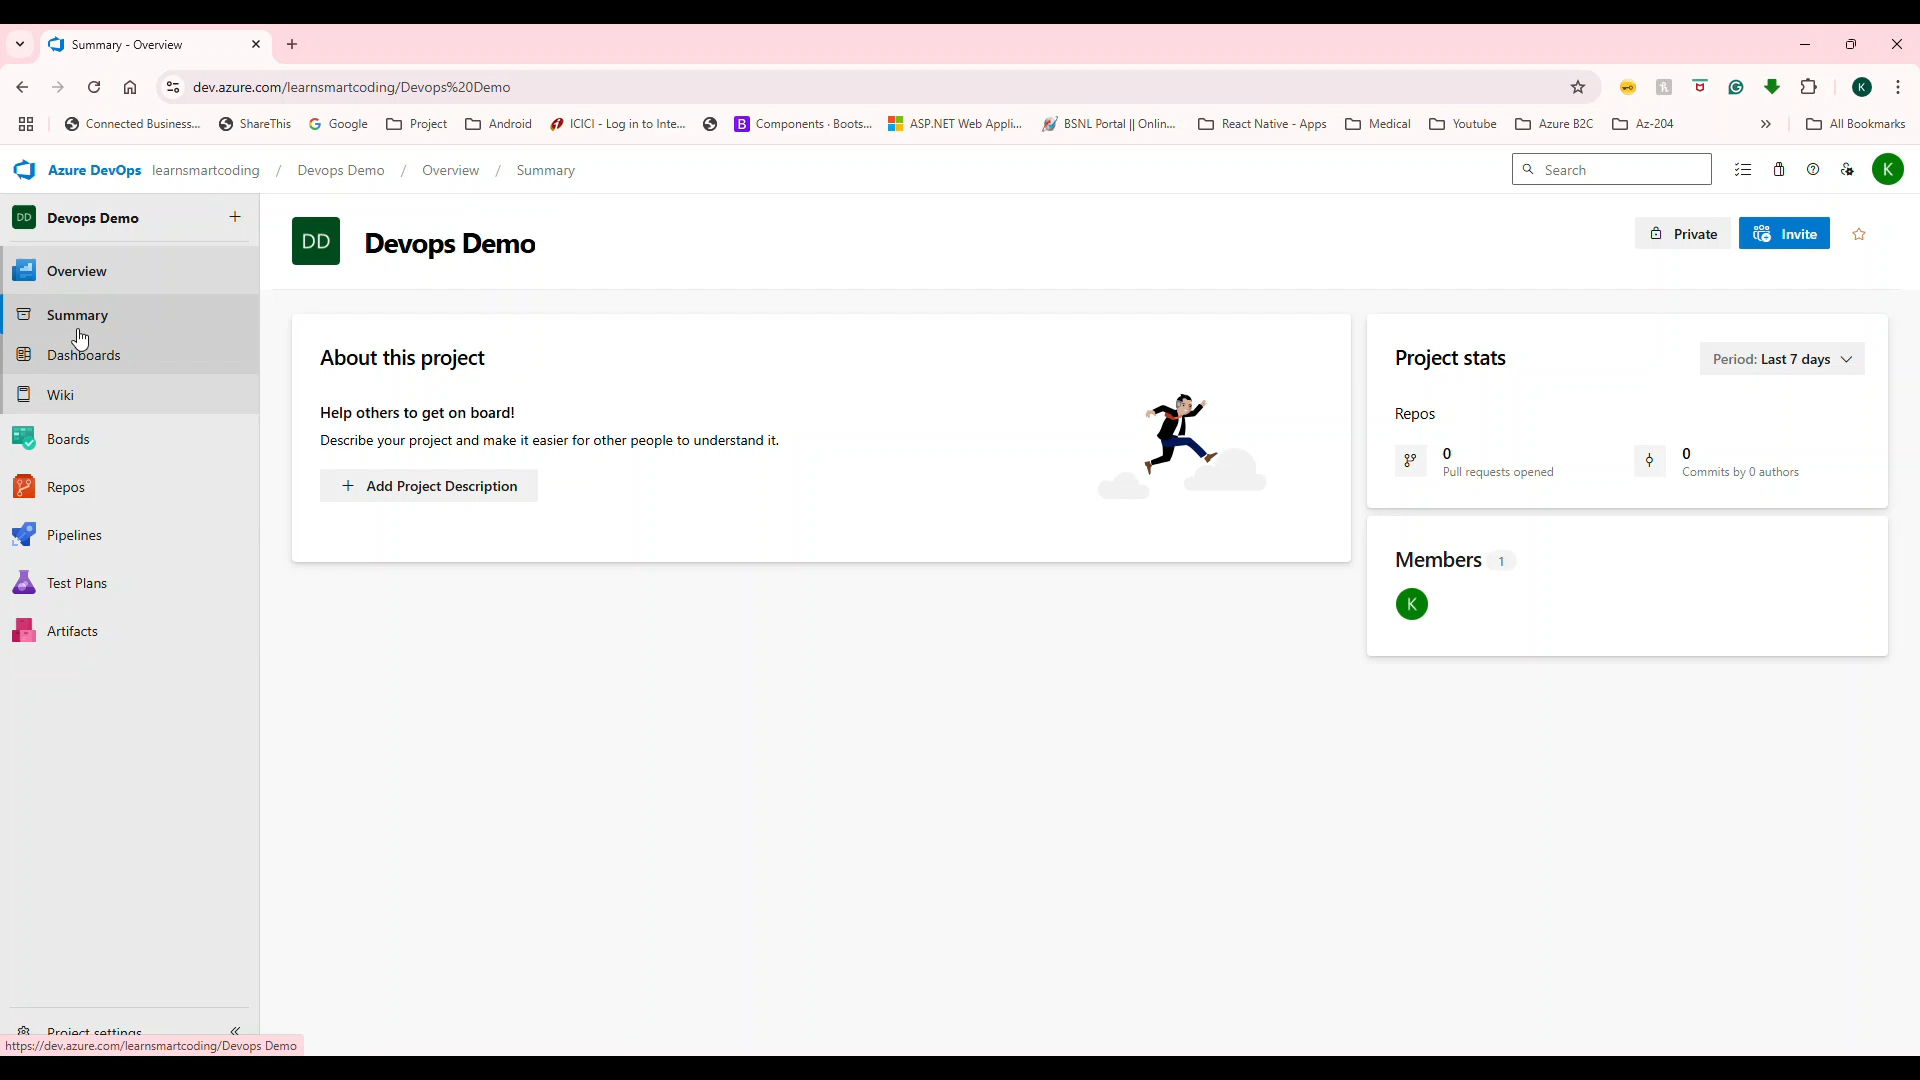 Summary - Overview
dev.azure.com/learnsmartcoding/Devops%20Demo
K
Connected Business... ShareThis Google Project Android ICICI - Log in to Inte... B Components · Boots... ASP.NET Web Appli... BSNL Portal || Onlin... React Native - Apps Medical Youtube Azure B2C Az-204 » All Bookmarks
Azure DevOps learnsmartcoding / Devops Demo / Overview / Summary Search K
DD Devops Demo +
DD Devops Demo Private Invite
Overview
Summary
Dashboards
Wiki
Boards
Repos
Pipelines
Test Plans
Artifacts
About this project
Help others to get on board!
Describe your project and make it easier for other people to understand it.
+ Add Project Description
Project stats Period: Last 7 days
Repos
0 0
Pull requests opened Commits by 0 authors
Members 1
K
Project settings
https://dev.azure.com/learnsmartcoding/Devops Demo